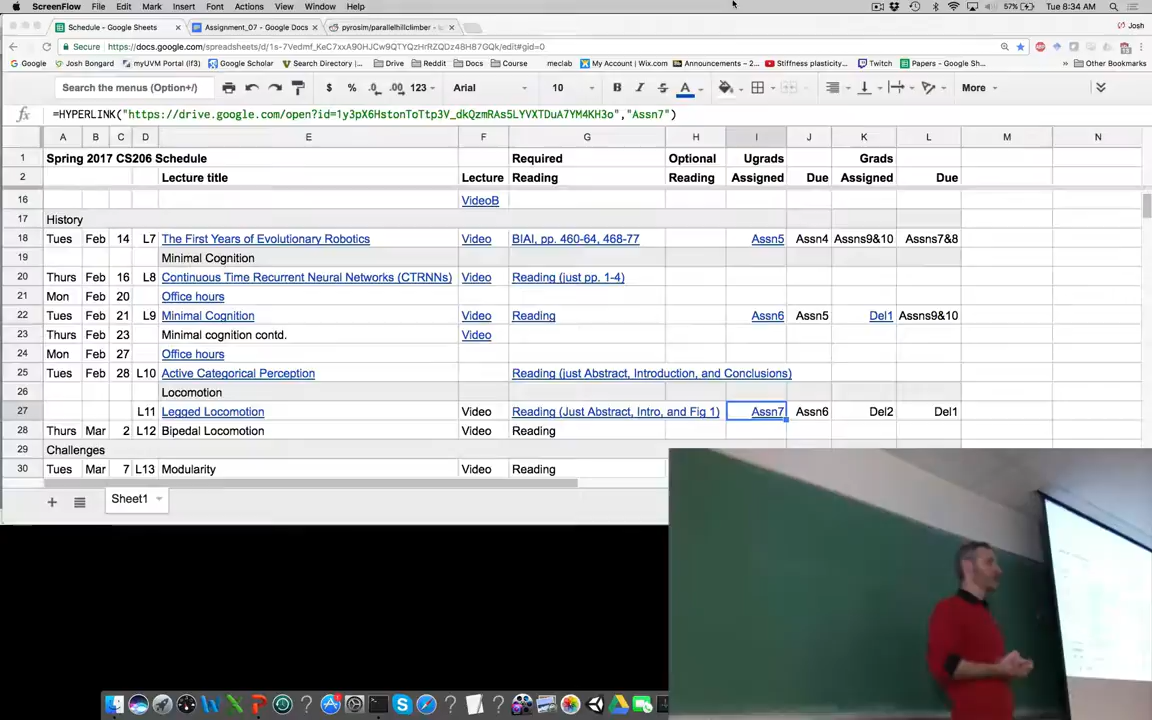 ScreenFlow File Edit Mark Insert Font Actions View Window Help 57% Tue 8:34 AM
Schedule - Google Sheets Assignment_07 - Google Docs pyrosim/parallelhillclimber - Josh
Secure https://docs.google.com/spreadsheets/d/1s-7Vedmf_KeC7xxA90HJCw9QTYQzHrRZQDz48H87GQk/edit#gid=0
Google Josh Bongard myUVM Portal (lf3) Google Scholar Search Directory |... Drive Reddit Docs Course meclab My Account | Wix.com Announcements – 2... Stiffness plasticity... Twitch Papers - Google Sh... Other Bookmarks
Search the menus (Option+/) $ % .0 .00 123 Arial 10 B I S A More
fx =HYPERLINK("https://drive.google.com/open?id=1y3pX6HstonToTtp3V_dkQzmRAs5LYVXTDuA7YM4KH3o","Assn7")
A B C D E F G H I J K L M N
1 Spring 2017 CS206 Schedule Required Optional Ugrads Grads
2 Lecture title Lecture Reading Reading Assigned Due Assigned Due
16 VideoB
17 History
18 Tues Feb 14 L7 The First Years of Evolutionary Robotics Video BIAI, pp. 460-64, 468-77 Assn5 Assn4 Assns9&10 Assns7&8
19 Minimal Cognition
20 Thurs Feb 16 L8 Continuous Time Recurrent Neural Networks (CTRNNs) Video Reading (just pp. 1-4)
21 Mon Feb 20 Office hours
22 Tues Feb 21 L9 Minimal Cognition Video Reading Assn6 Assn5 Del1 Assns9&10
23 Thurs Feb 23 Minimal cognition contd. Video
24 Mon Feb 27 Office hours
25 Tues Feb 28 L10 Active Categorical Perception Reading (just Abstract, Introduction, and Conclusions)
26 Locomotion
27 L11 Legged Locomotion Video Reading (Just Abstract, Intro, and Fig 1) Assn7 Assn6 Del2 Del1
28 Thurs Mar 2 L12 Bipedal Locomotion Video Reading
29 Challenges
30 Tues Mar 7 L13 Modularity Video Reading
+ Sheet1